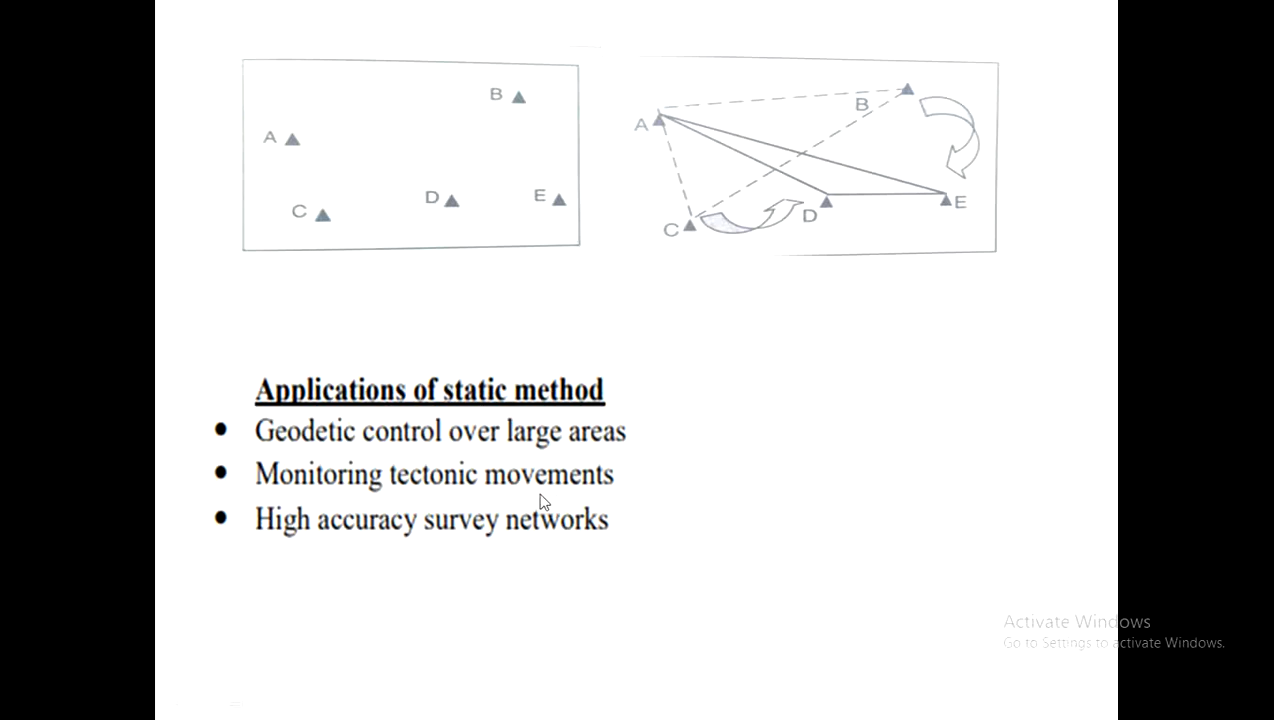 B
A
C
D
E
A
B
C
D
E
Applications of static method
• Geodetic control over large areas
• Monitoring tectonic movements
• High accuracy survey networks
Activate Windows
Go to Settings to activate Windows.